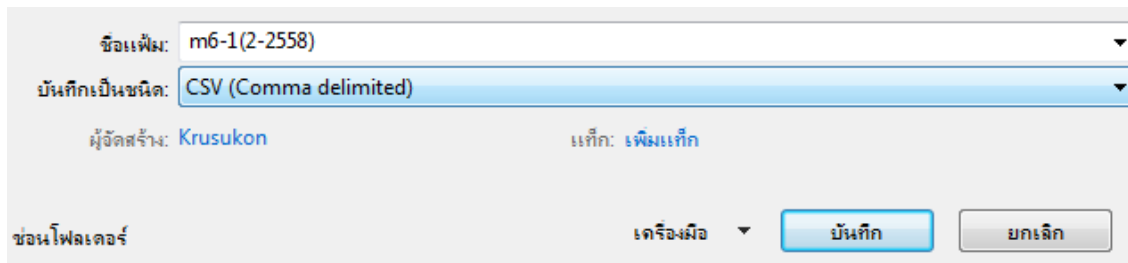 ชื่อแฟ้ม: m6-1(2-2558)
บันทึกเป็นชนิด: CSV (Comma delimited)
ผู้จัดสร้าง: Krusukon แท็ก: เพิ่มแท็ก
ซ่อนโฟลเดอร์ เครื่องมือ บันทึก ยกเลิก